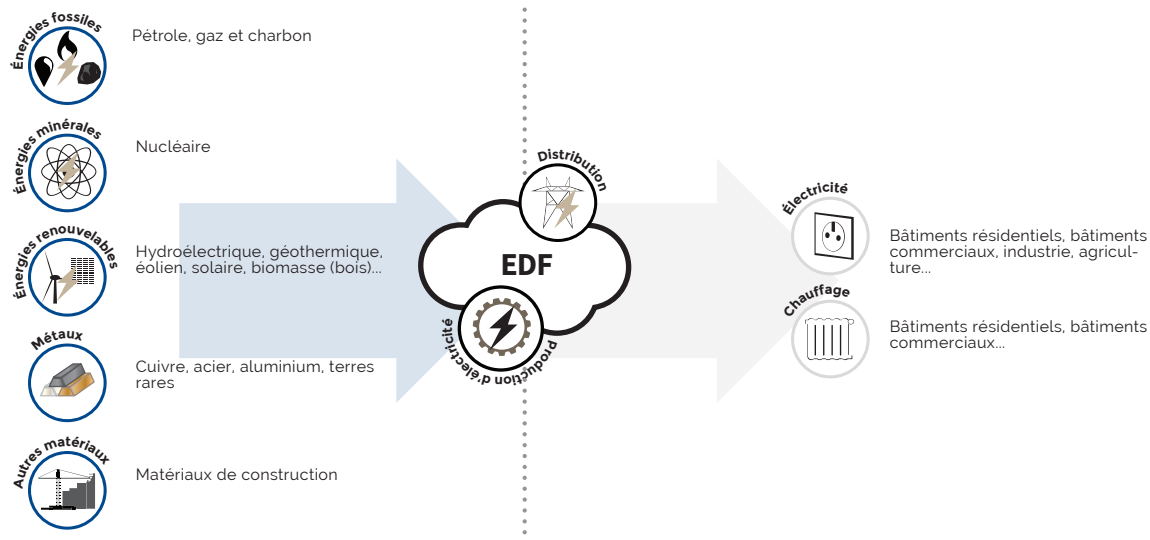 Énergies fossiles
Pétrole, gaz et charbon
Énergies minérales
Nucléaire
Énergies renouvelables
Hydroélectrique, géothermique,
éolien, solaire, biomasse (bois)...
Métaux
Cuivre, acier, aluminium, terres
rares
Autres matériaux
Matériaux de construction
Distribution
EDF
Production d'électricité
Électricité
Bâtiments résidentiels, bâtiments
commerciaux, industrie, agricul-
ture...
Chauffage
Bâtiments résidentiels, bâtiments
commerciaux...